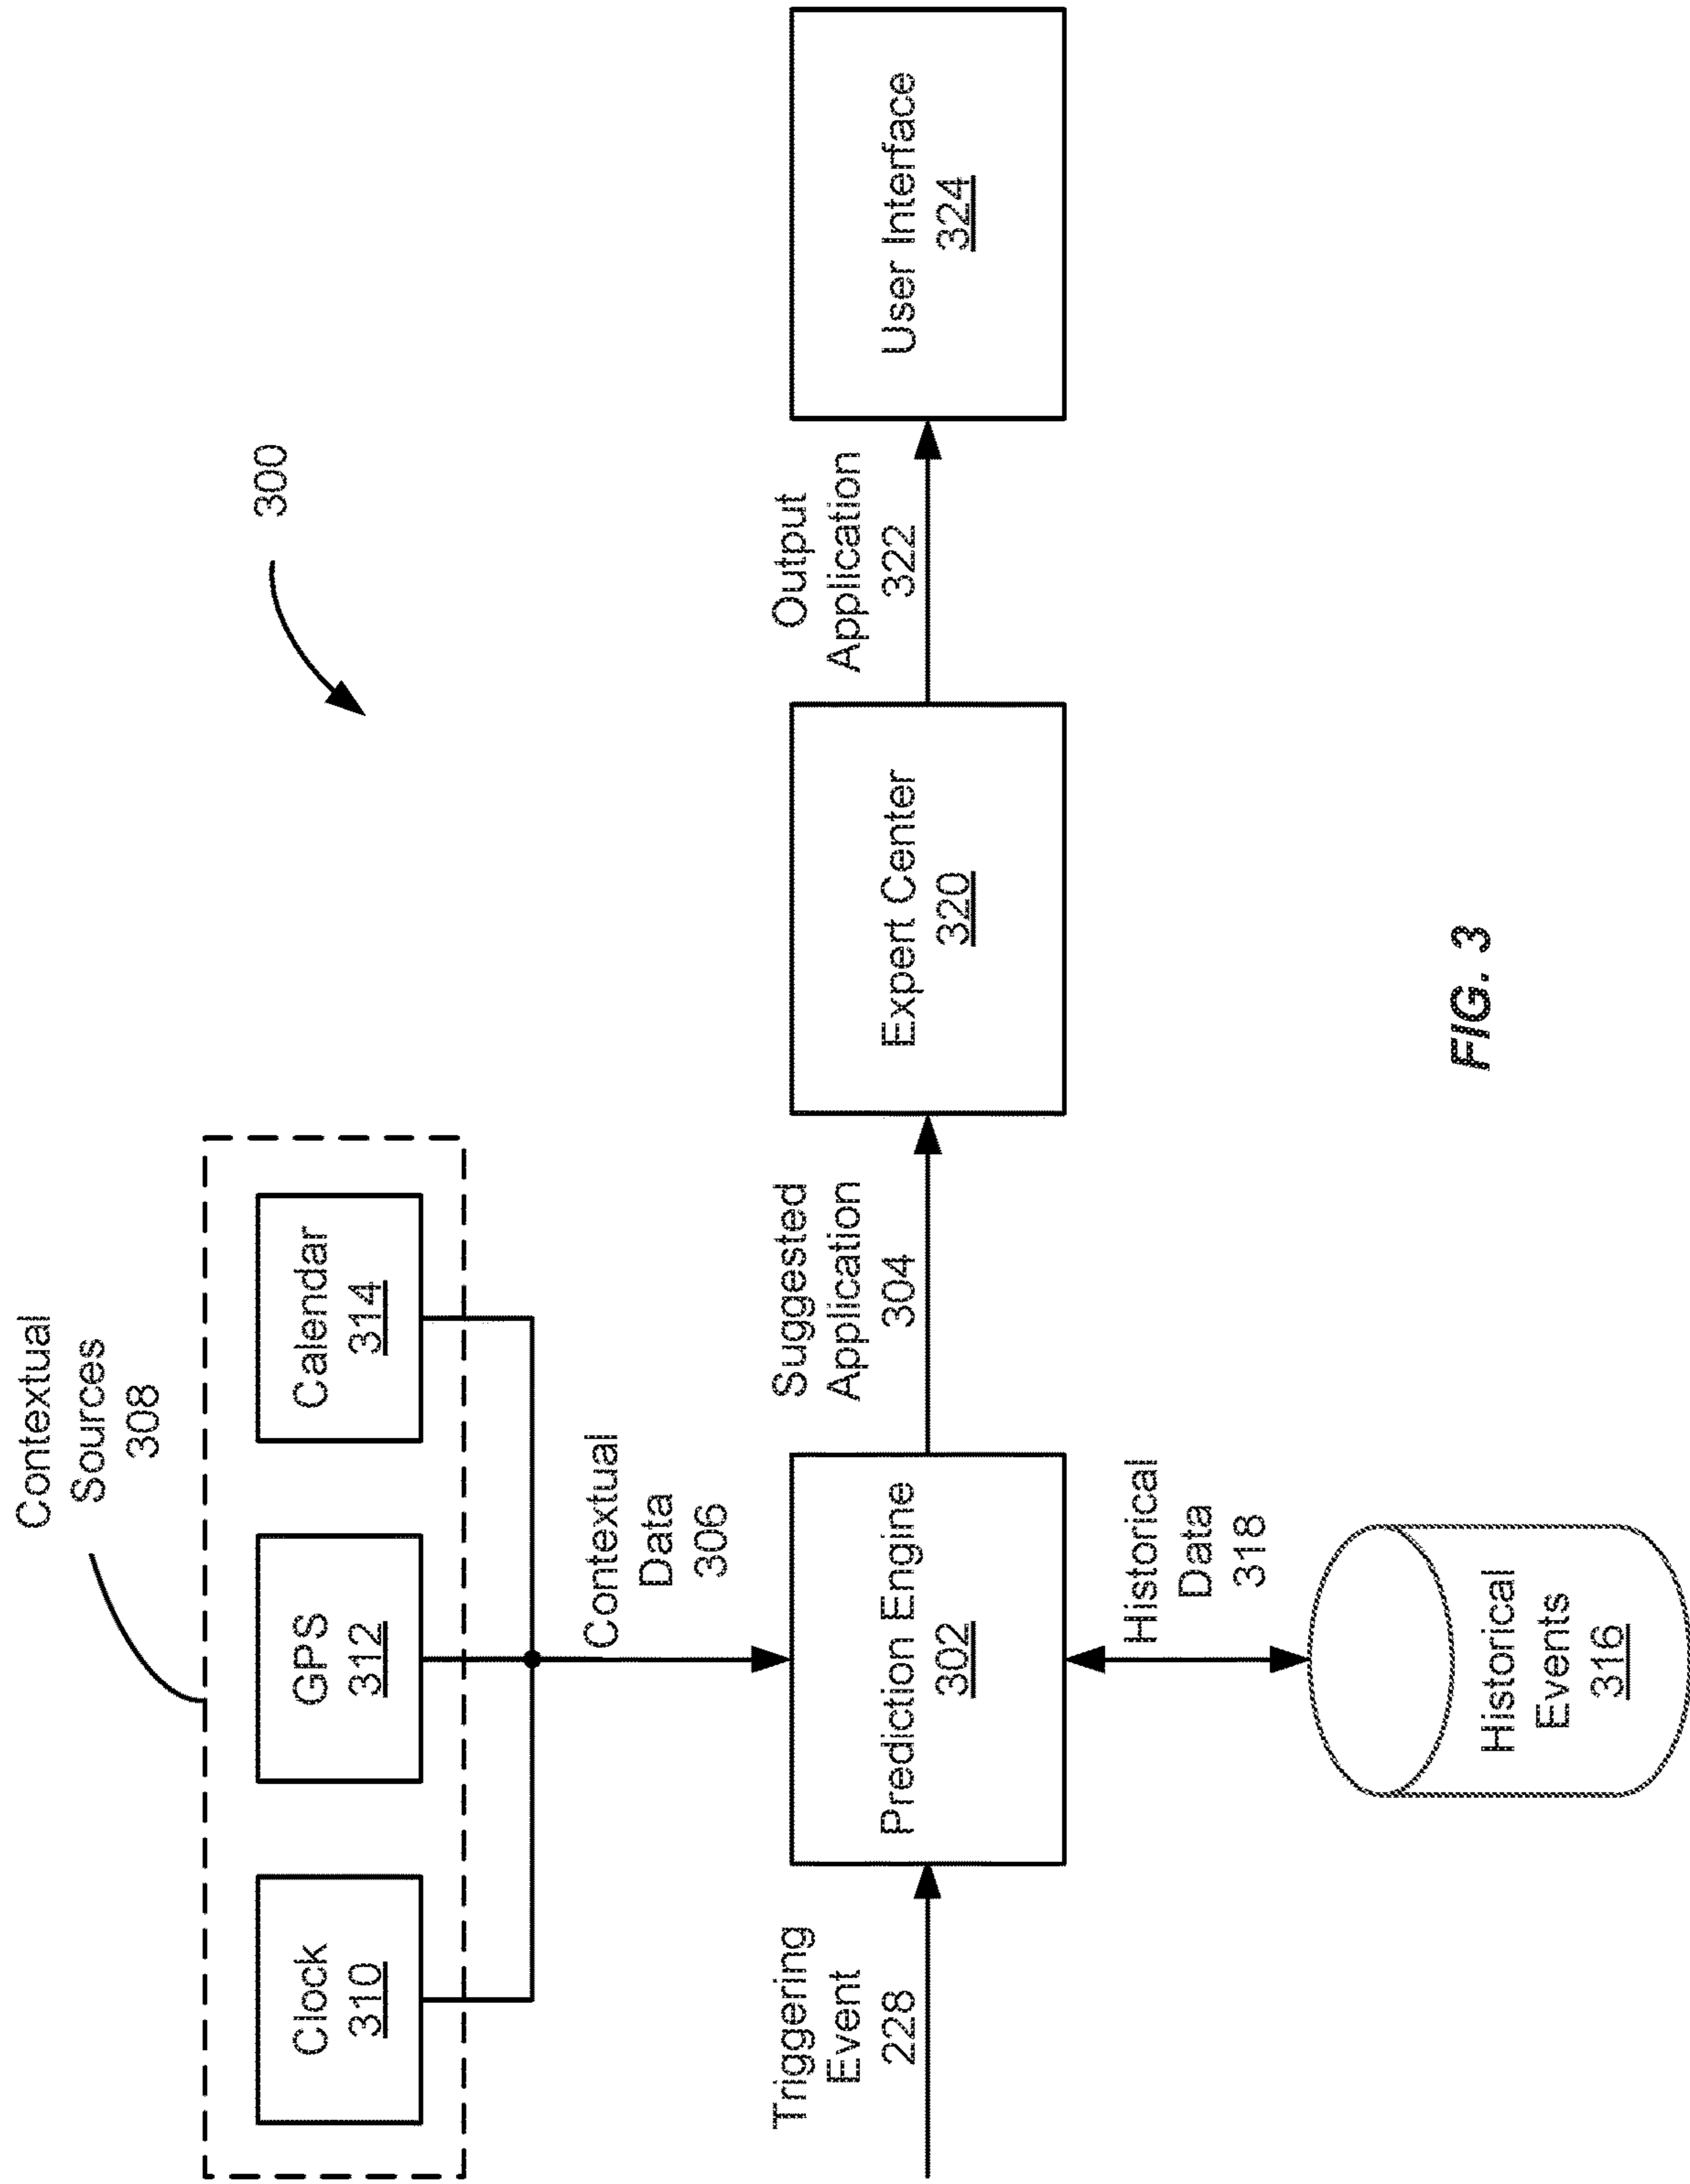 Contextual
Sources
308
300
Clock
310
GPS
312
Calendar
314
Contextual
Data
306
Triggering
Event
228
Prediction Engine
302
Suggested
Application
304
Expert Center
320
Output
Application
322
User Interface
324
Historical
Data
318
Historical
Events
316
FIG. 3